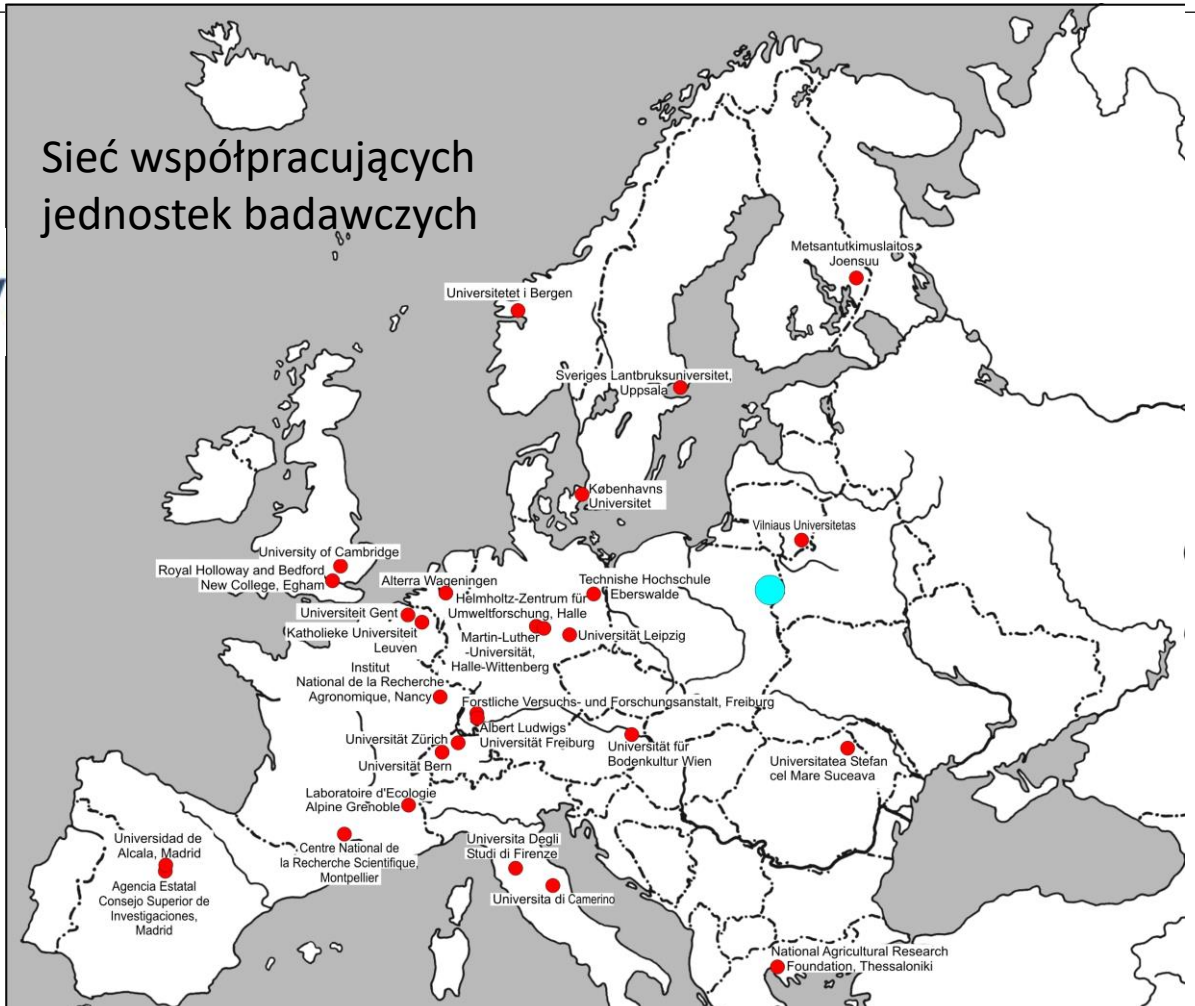 Sieć współpracujących
jednostek badawczych
Metsantutkimuslaitos,
Joensuu
Universitetet i Bergen
Sveriges Lantbruksuniversitet,
Uppsala
Københavns
Universitet
Vilniaus Universitetas
University of Cambridge
Royal Holloway and Bedford
New College, Egham
Alterra Wageningen
Technishe Hochschule
Eberswalde
Helmholtz-Zentrum für
Umweltforschung, Halle
Universiteit Gent
Katholieke Universiteit
Leuven
Martin-Luther
-Universität,
Halle-Wittenberg
Universität Leipzig
Institut
National de la Recherche
Agronomique, Nancy
Forstliche Versuchs- und Forschungsanstalt, Freiburg
Albert Ludwigs
Universität Freiburg
Universität Zürich
Universität Bern
Universität für
Bodenkultur Wien
Universitatea Stefan
cel Mare Suceava
Laboratoire d'Ecologie
Alpine Grenoble
Centre National de
la Recherche Scientifique,
Montpellier
Universita Degli
Studi di Firenze
Universita di Camerino
Universidad de
Alcala, Madrid
Agencia Estatal
Consejo Superior de
Investigaciones,
Madrid
National Agricultural Research
Foundation, Thessaloniki